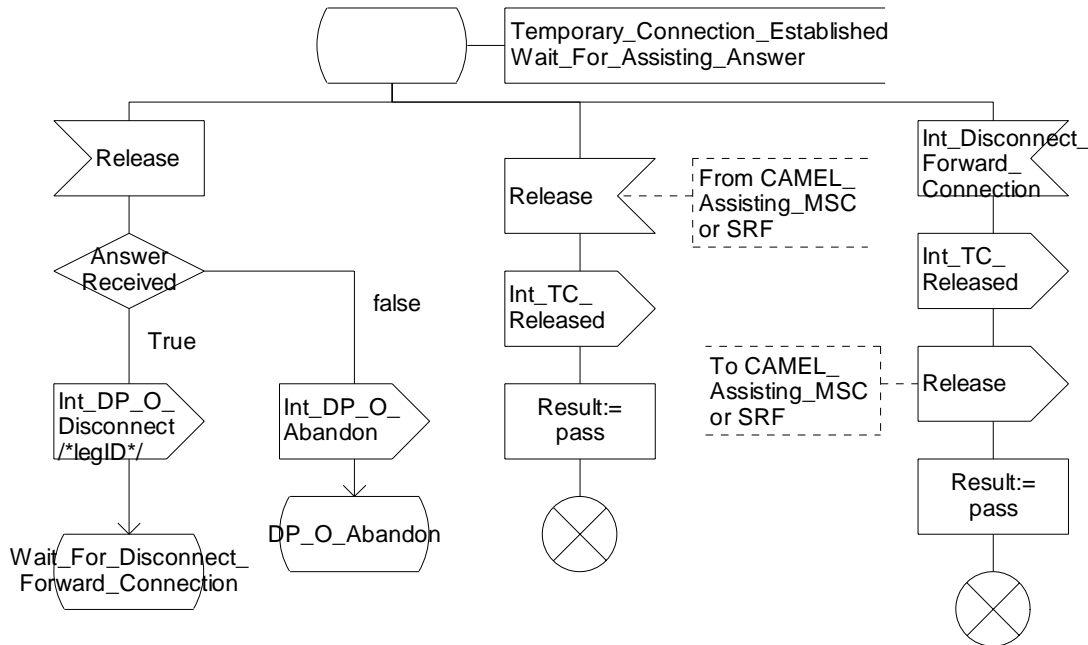 Temporary_Connection_Established
Wait_For_Assisting_Answer
Release
Answer
Received
True
false
Int_DP_O_
Disconnect
/*legID*/
Int_DP_O_
Abandon
Wait_For_Disconnect_
Forward_Connection
DP_O_Abandon
Release
From CAMEL_
Assisting_MSC
or SRF
Int_TC_
Released
Result:=
pass
Int_Disconnect_
Forward_
Connection
Int_TC_
Released
To CAMEL_
Assisting_MSC
or SRF
Release
Result:=
pass